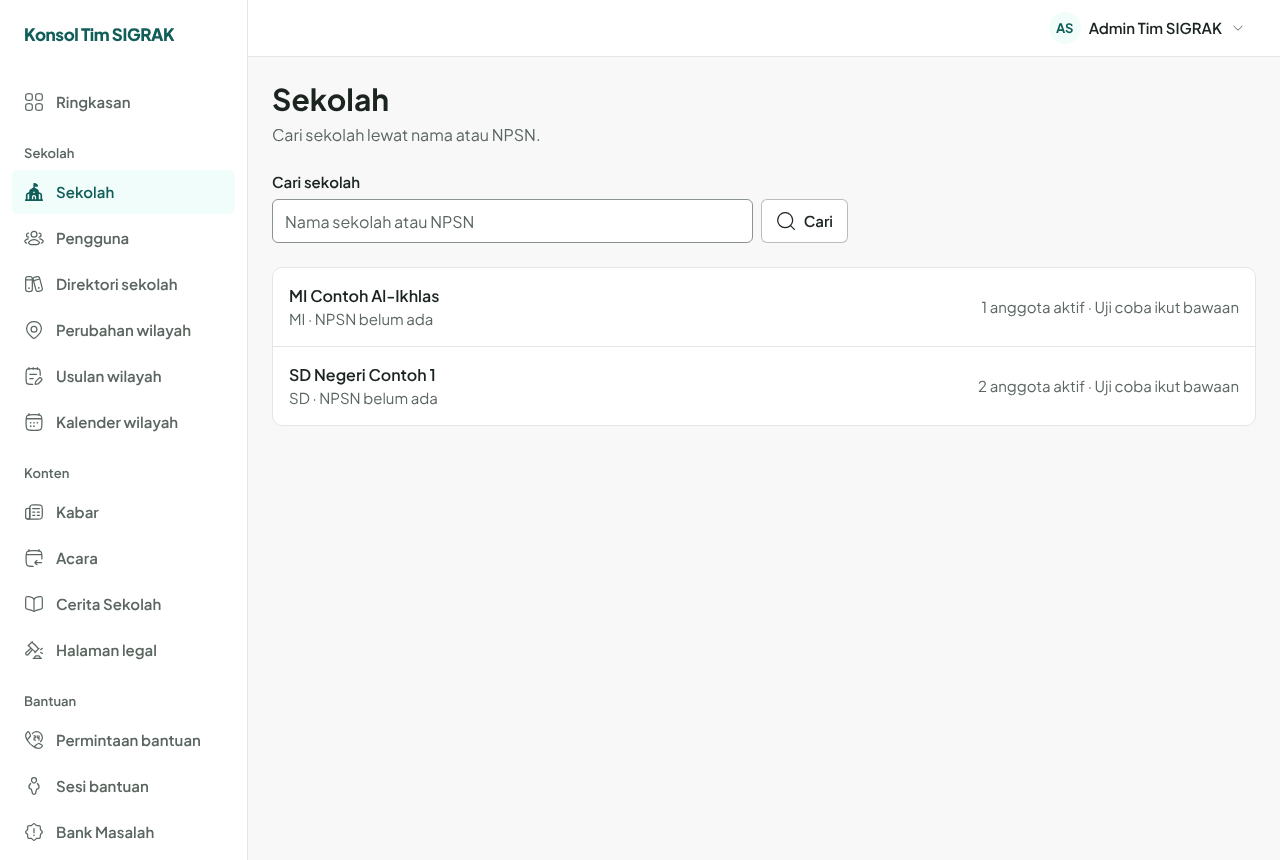 Konsol Tim SIGRAK
AS
Admin Tim SIGRAK
Ringkasan
Sekolah
Sekolah
Pengguna
Direktori sekolah
Perubahan wilayah
Usulan wilayah
Kalender wilayah
Konten
Kabar
Acara
Cerita Sekolah
Halaman legal
Bantuan
Permintaan bantuan
Sesi bantuan
Bank Masalah
Sekolah
Cari sekolah lewat nama atau NPSN.
Cari sekolah
Nama sekolah atau NPSN
Cari
MI Contoh Al-Ikhlas
MI · NPSN belum ada
1 anggota aktif · Uji coba ikut bawaan
SD Negeri Contoh 1
SD · NPSN belum ada
2 anggota aktif · Uji coba ikut bawaan